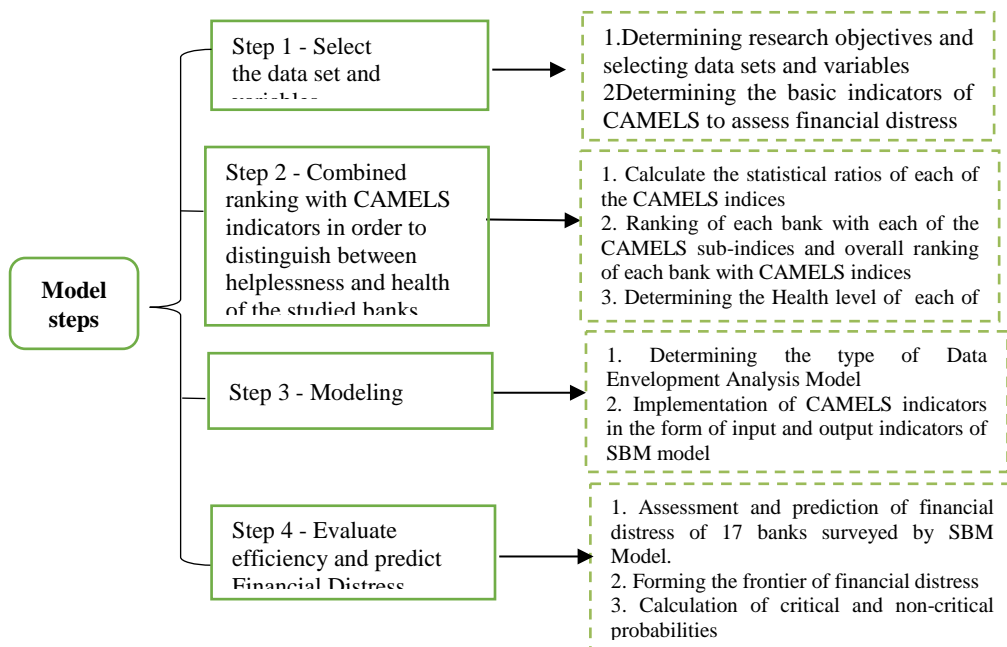 Model
steps
Step 1 - Select
the data set and
variables
1.Determining research objectives and
selecting data sets and variables
2Determining the basic indicators of
CAMELS to assess financial distress
Step 2 - Combined
ranking with CAMELS
indicators in order to
distinguish between
helplessness and health
of the studied banks
1. Calculate the statistical ratios of each of
the CAMELS indices
2. Ranking of each bank with each of the
CAMELS sub-indices and overall ranking
of each bank with CAMELS indices
3. Determining the Health level of each of
Step 3 - Modeling
1. Determining the type of Data
Envelopment Analysis Model
2. Implementation of CAMELS indicators
in the form of input and output indicators of
SBM model
Step 4 - Evaluate
efficiency and predict
Financial Distress
1. Assessment and prediction of financial
distress of 17 banks surveyed by SBM
Model.
2. Forming the frontier of financial distress
3. Calculation of critical and non-critical
probabilities